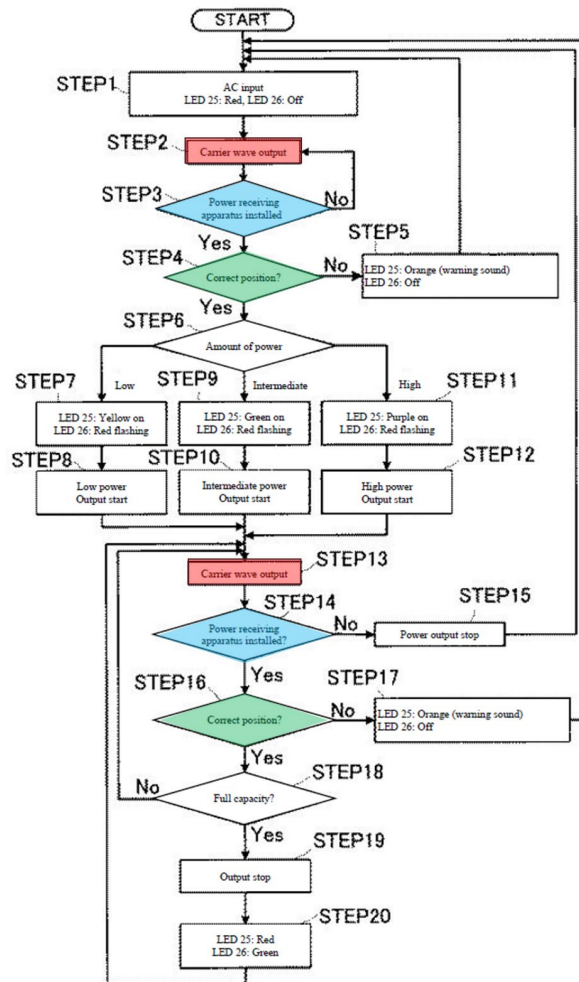 START
STEP1
AC input
LED 25: Red, LED 26: Off
STEP2
Carrier wave output
STEP3
Power receiving
apparatus installed
No
Yes
STEP4
Correct position?
No
STEP5
LED 25: Orange (warning sound)
LED 26: Off
Yes
STEP6
Amount of power
Low
Intermediate
High
STEP7
LED 25: Yellow on
LED 26: Red flashing
STEP9
LED 25: Green on
LED 26: Red flashing
STEP11
LED 25: Purple on
LED 26: Red flashing
STEP8
Low power
Output start
STEP10
Intermediate power
Output start
STEP12
High power
Output start
STEP13
Carrier wave output
STEP14
Power receiving
apparatus installed?
No
STEP15
Power output stop
Yes
STEP16
Correct position?
No
STEP17
LED 25: Orange (warning sound)
LED 26: Off
Yes
STEP18
Full capacity?
No
Yes
STEP19
Output stop
STEP20
LED 25: Red
LED 26: Green